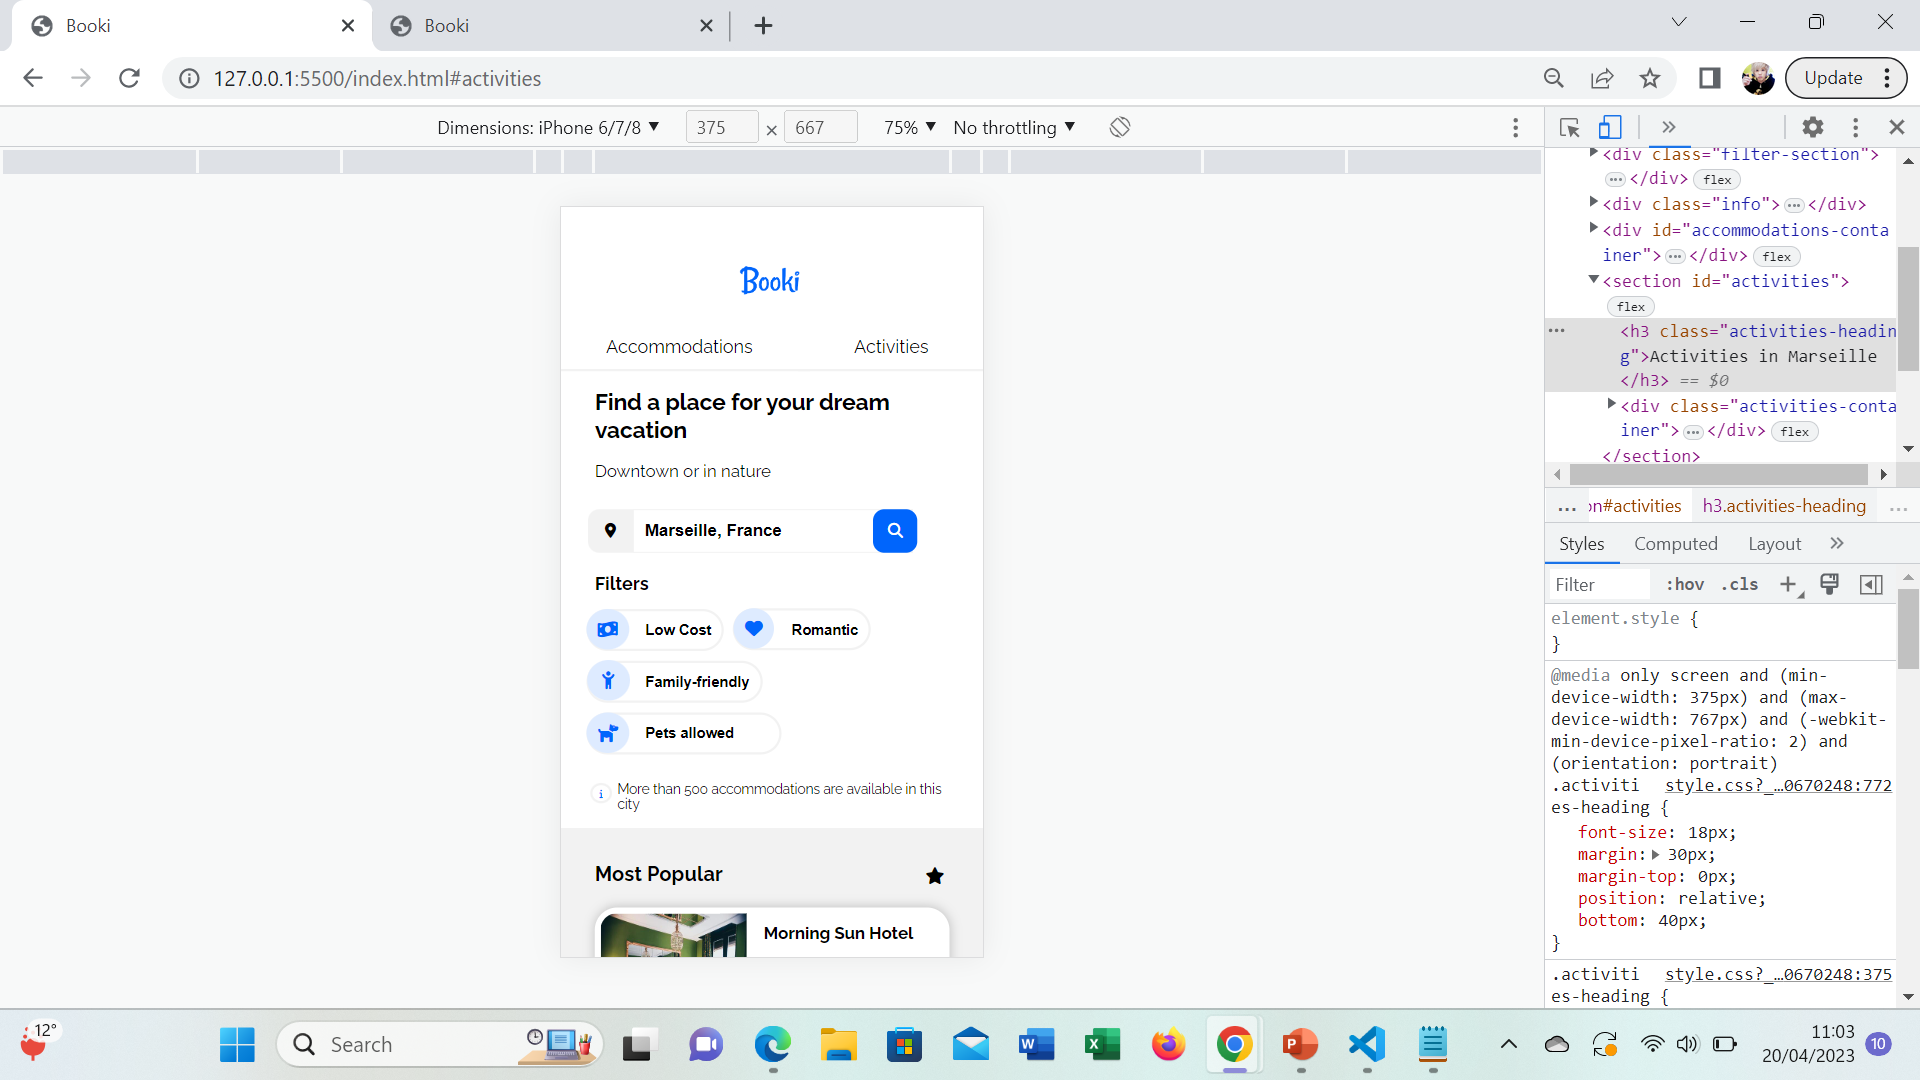 Booki
Booki
127.0.0.1:5500/index.html#activities
Update
Dimensions: iPhone 6/7/8 ▼ 375 × 667 75% ▼ No throttling ▼
Booki
Accommodations Activities
Find a place for your dream
vacation
Downtown or in nature
Marseille, France
Filters
Low Cost Romantic
Family-friendly
Pets allowed
More than 500 accommodations are available in this
city
Most Popular
Morning Sun Hotel
<div class="filter-section">
… </div> flex
<div class="info"> … </div>
<div id="accommodations-conta
iner"> … </div> flex
<section id="activities">
flex
<h3 class="activities-headin
g">Activities in Marseille
</h3> == $0
<div class="activities-conta
iner"> … </div> flex
</section>
… on#activities h3.activities-heading …
Styles Computed Layout »
Filter :hov .cls +
element.style {
}
@media only screen and (min-
device-width: 375px) and (max-
device-width: 767px) and (-webkit-
min-device-pixel-ratio: 2) and
(orientation: portrait)
.activiti style.css?_…0670248:772
es-heading {
font-size: 18px;
margin: 30px;
margin-top: 0px;
position: relative;
bottom: 40px;
}
.activiti style.css?_…0670248:375
es-heading {
12°
Search
11:03
20/04/2023
10